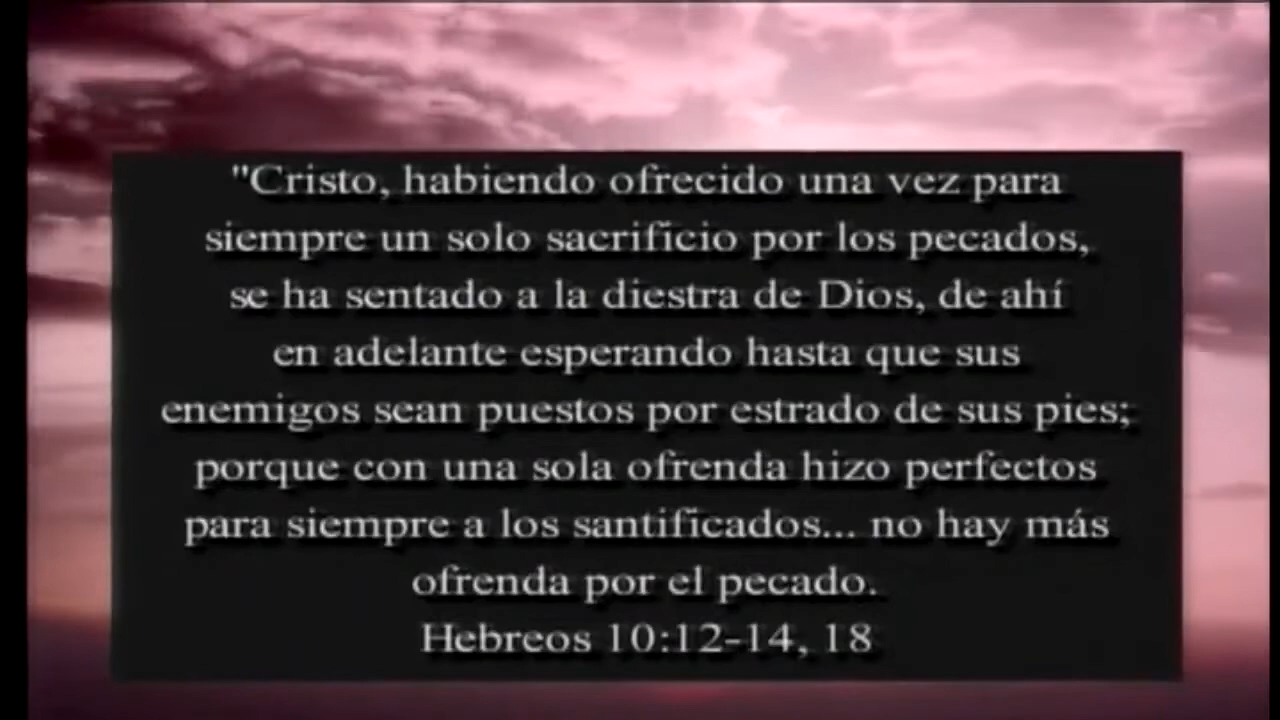 "Cristo, habiendo ofrecido una vez para
siempre un solo sacrificio por los pecados,
se ha sentado a la diestra de Dios, de ahí
en adelante esperando hasta que sus
enemigos sean puestos por estrado de sus pies;
porque con una sola ofrenda hizo perfectos
para siempre a los santificados... no hay más
ofrenda por el pecado.
Hebreos 10:12-14, 18